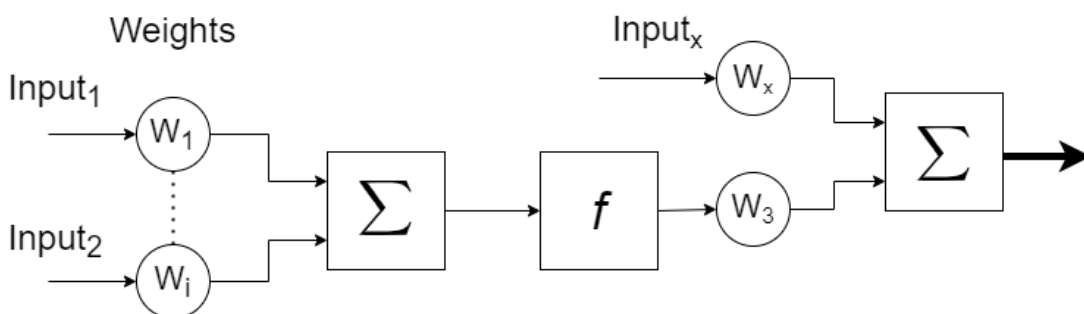 Weights
Input₁
W₁
Input₂
Wᵢ
∑
f
Inputₓ
Wₓ
W₃
∑